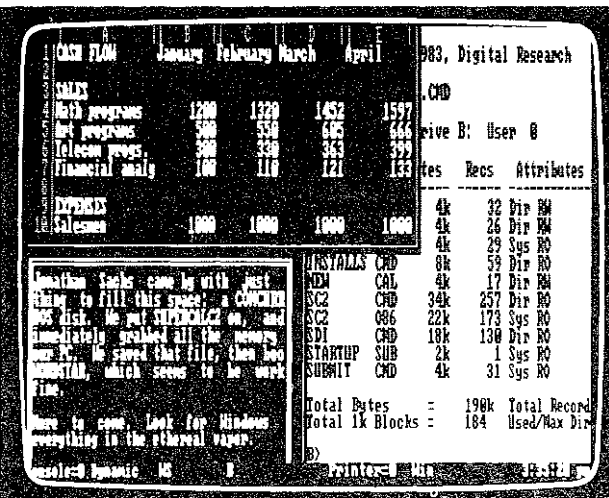 A B C D E
CASH FLOW January February March April
SALES
Math programs 1200 1320 1452 1597
programs 500 550 605 666
Telecom progs. 300 330 363 399
Financial analy 100 110 121 133
EXPENSES
Salesmen 1000 1000 1000 1000
983, Digital Research
.CMD
rive B: User 0
tes Recs Attributes
4k 32 Dir RW
4k 26 Dir RW
4k 29 Sys RO
INSTALLS CMD 8k 59 Dir RO
CAL 4k 17 Dir RW
SC2 CMD 34k 257 Dir RO
SC2 086 22k 173 Sys RO
SDI CMD 18k 130 Dir RO
STARTUP SUB 2k 1 Sys RO
SUBMIT CMD 4k 31 Sys RO
Total Bytes = 190k Total Record
Total 1k Blocks = 184 Used/Max Dir
B>
Jonathan Sachs came by with just
thing to fill this space: a CONCURR
DOS disk. We put SUPERCALC2 on, and
immediately grabbed all the memory
our PC. We saved that file, then boo
WORDSTAR, which seems to be work
fine.
More to come. Look for Windows
everything in the ethereal vapor.
Console=0 Dynamic WS B Printer=0